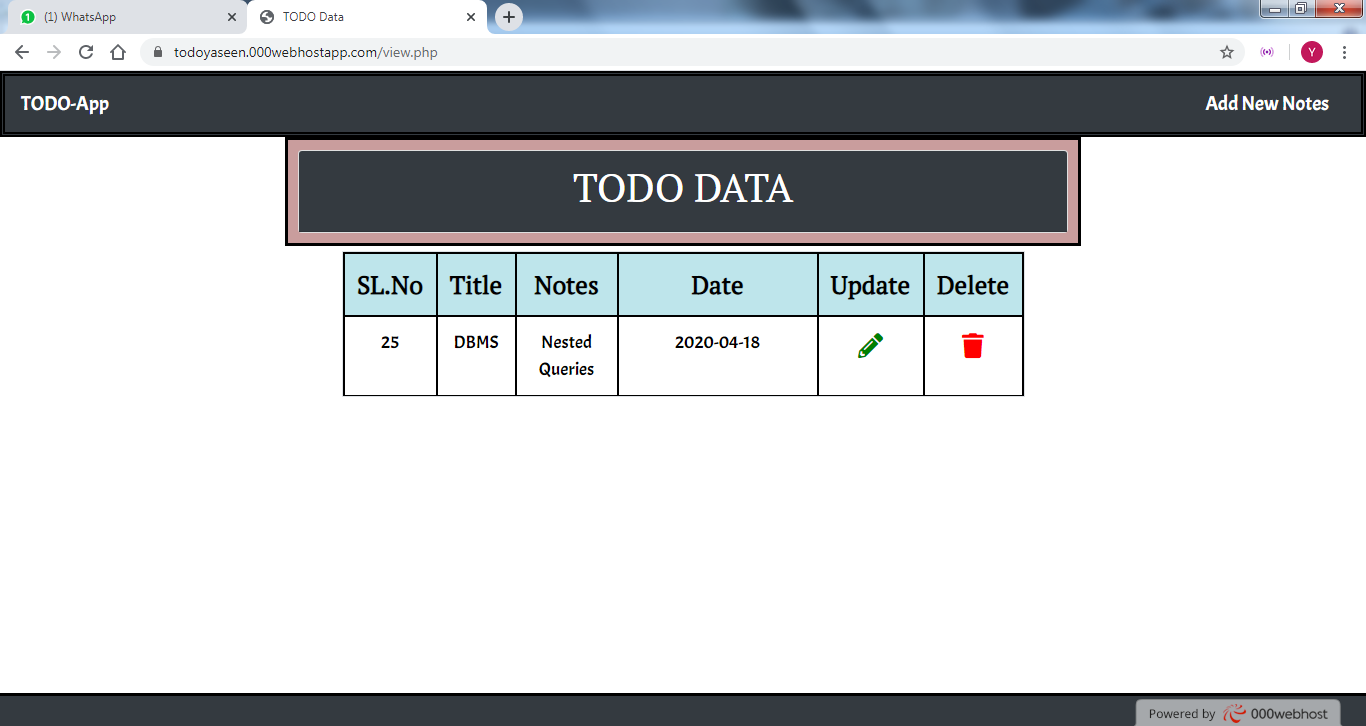 1 (1) WhatsApp
TODO Data
todoyaseen.000webhostapp.com/view.php
Y
TODO-App
Add New Notes
TODO DATA
SL.No Title Notes Date Update Delete
25 DBMS Nested 2020-04-18
Queries
Powered by 000webhost